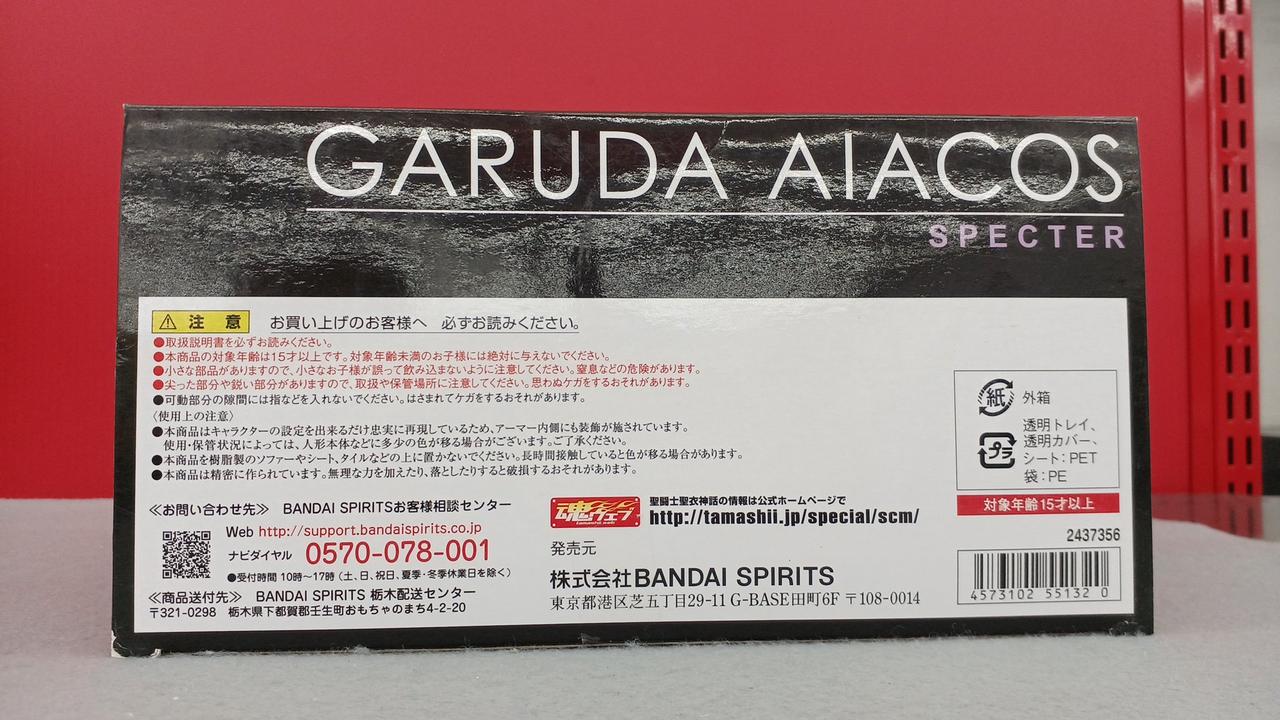 GARUDA AIACOS
SPECTER
⚠ 注 意 お買い上げのお客様へ 必ずお読みください。
●取扱説明書を必ずお読みください。
●本商品の対象年齢は15才以上です。対象年齢未満のお子様には絶対に与えないでください。
●小さな部品がありますので、小さなお子様が誤って飲み込まないように注意してください。窒息などの危険があります。
●尖った部分や鋭い部分がありますので、取扱や保管場所に注意してください。思わぬケガをするおそれがあります。
●可動部分の隙間には指などを入れないでください。はさまれてケガをするおそれがあります。
〈使用上の注意〉
●本商品はキャラクターの設定を出来るだけ忠実に再現しているため、アーマー内側にも装飾が施されています。
使用・保管状況によっては、人形本体などに多少の色が移る場合がございます。ご了承ください。
●本商品を樹脂製のソファーやシート、タイルなどの上に置かないでください。長時間接触していると色が移る場合があります。
●本商品は精密に作られています。無理な力を加えたり、落としたりすると破損するおそれがあります。
≪お問い合わせ先≫ BANDAI SPIRITSお客様相談センター
Web http://support.bandaispirits.co.jp
ナビダイヤル 0570-078-001
●受付時間 10時〜17時(土、日、祝日、夏季・冬季休業日を除く)
≪商品送付先≫ BANDAI SPIRITS 栃木配送センター
〒321-0298 栃木県下都賀郡壬生町おもちゃのまち4-2-20
魂ウェブ
tamashii web
聖闘士聖衣神話の情報は公式ホームページで
http://tamashii.jp/special/scm/
発売元
株式会社BANDAI SPIRITS
東京都港区芝五丁目29-11 G-BASE田町6F 〒108-0014
紙 外箱
プラ 透明トレイ、
透明カバー、
シート:PET
袋:PE
対象年齢15才以上
2437356
4573102 55132 0